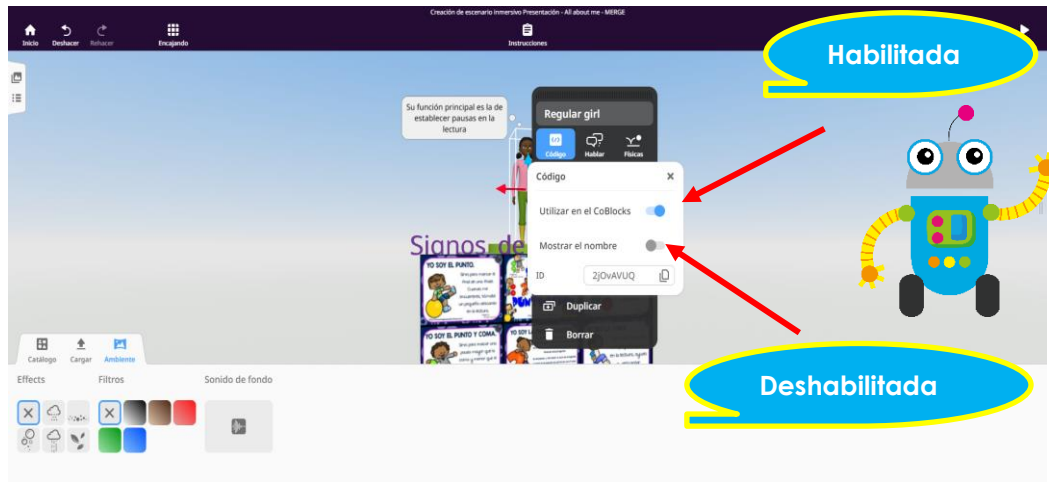 Creación de escenario inmersivo Presentación - All about me - MERGE
Inicio
Deshacer
Rehacer
Encajando
Instrucciones
Habilitada
Su función principal es la de
establecer pausas en la
lectura
Regular girl
Código
Hablar
Físicas
Código
Utilizar en el CoBlocks
Mostrar el nombre
ID
2jOvAVUQ
Duplicar
Borrar
Signos de
YO SOY EL PUNTO.
YO SOY EL PUNTO Y COMA.
Deshabilitada
Catálogo
Cargar
Ambiente
Effects
Filtros
Sonido de fondo